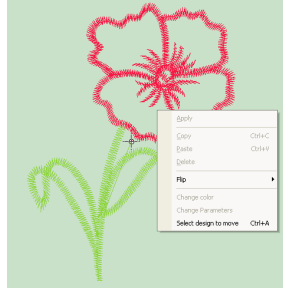 Apply
Copy Ctrl+C
Paste Ctrl+V
Delete
Flip
Change color
Change Parameters
Select design to move Ctrl+A